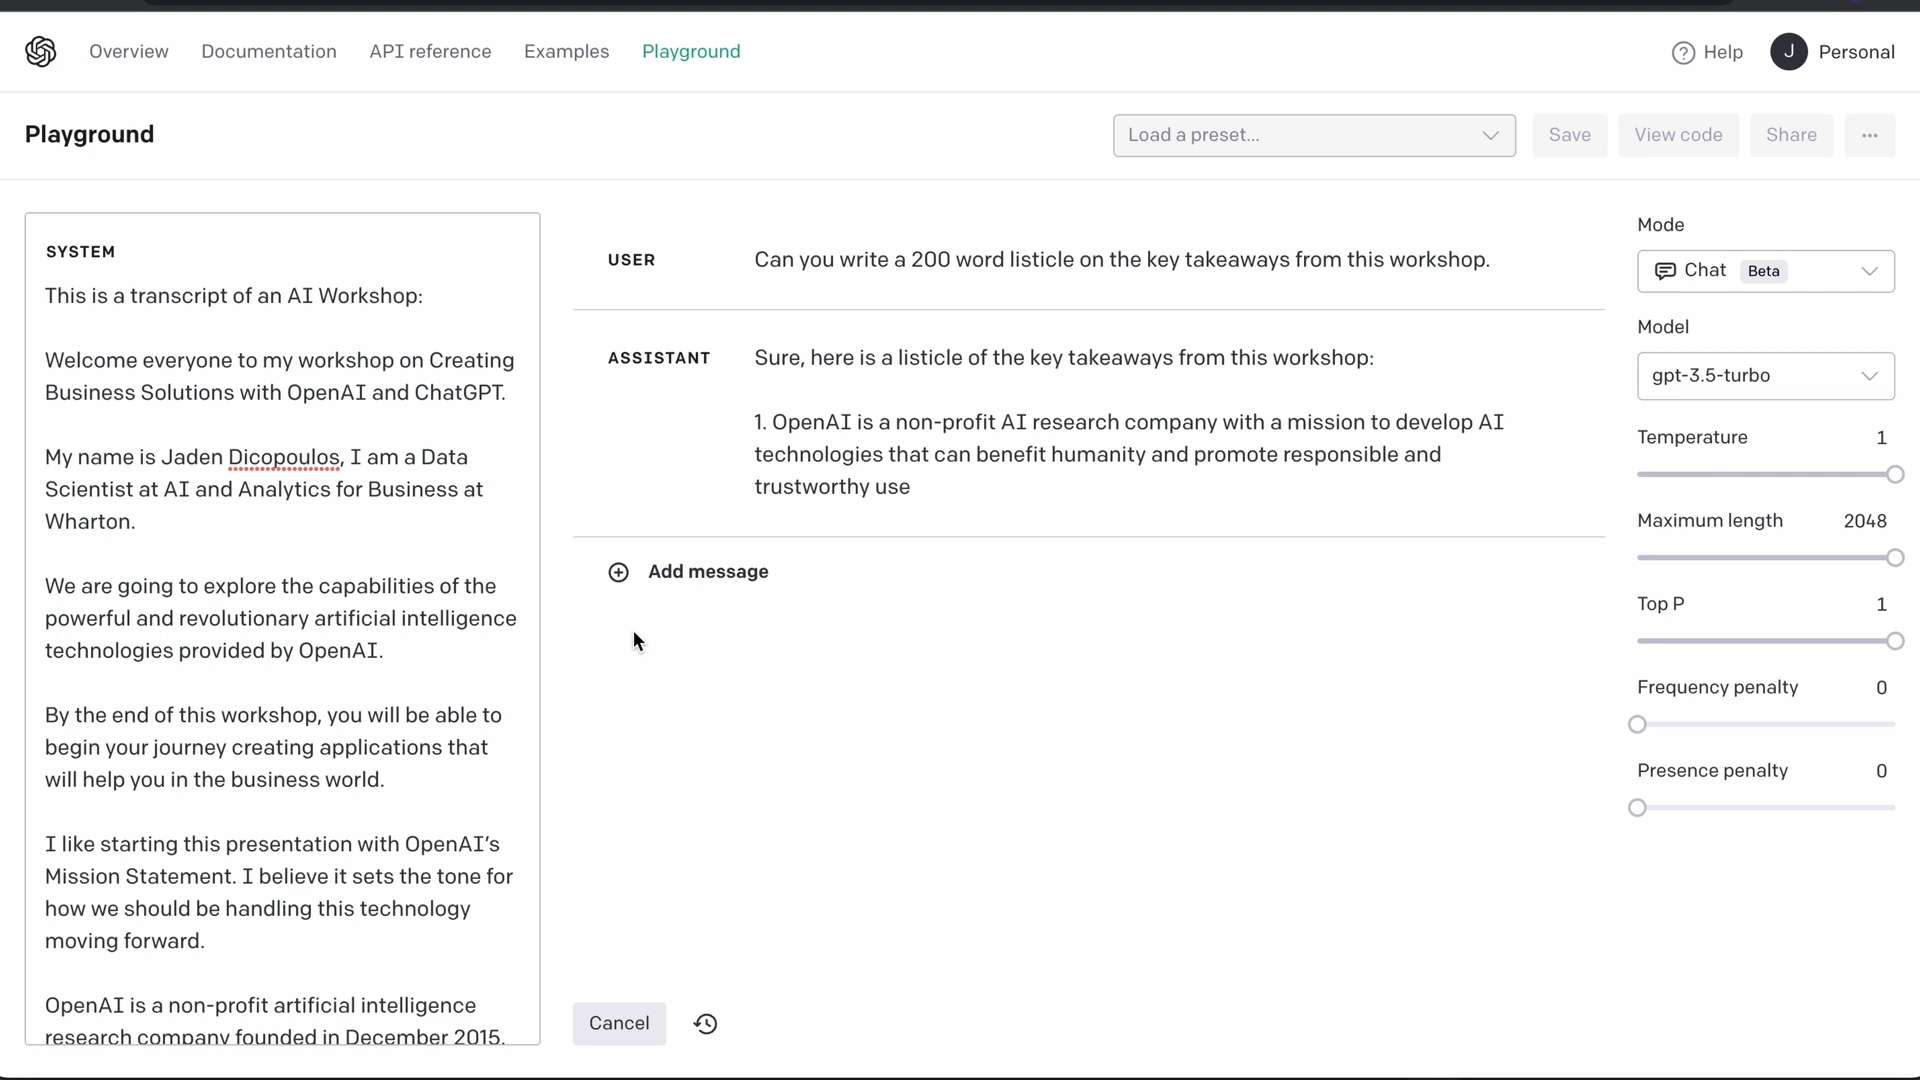 Overview Documentation API reference Examples Playground Help J Personal
Playground Load a preset... Save View code Share ...
SYSTEM
This is a transcript of an AI Workshop:
Welcome everyone to my workshop on Creating
Business Solutions with OpenAI and ChatGPT.
My name is Jaden Dicopoulos, I am a Data
Scientist at AI and Analytics for Business at
Wharton.
We are going to explore the capabilities of the
powerful and revolutionary artificial intelligence
technologies provided by OpenAI.
By the end of this workshop, you will be able to
begin your journey creating applications that
will help you in the business world.
I like starting this presentation with OpenAI’s
Mission Statement. I believe it sets the tone for
how we should be handling this technology
moving forward.
OpenAI is a non-profit artificial intelligence
research company founded in December 2015.
USER Can you write a 200 word listicle on the key takeaways from this workshop.
ASSISTANT Sure, here is a listicle of the key takeaways from this workshop:
1. OpenAI is a non-profit AI research company with a mission to develop AI
technologies that can benefit humanity and promote responsible and
trustworthy use
Add message
Cancel
Mode
Chat Beta
Model
gpt-3.5-turbo
Temperature 1
Maximum length 2048
Top P 1
Frequency penalty 0
Presence penalty 0